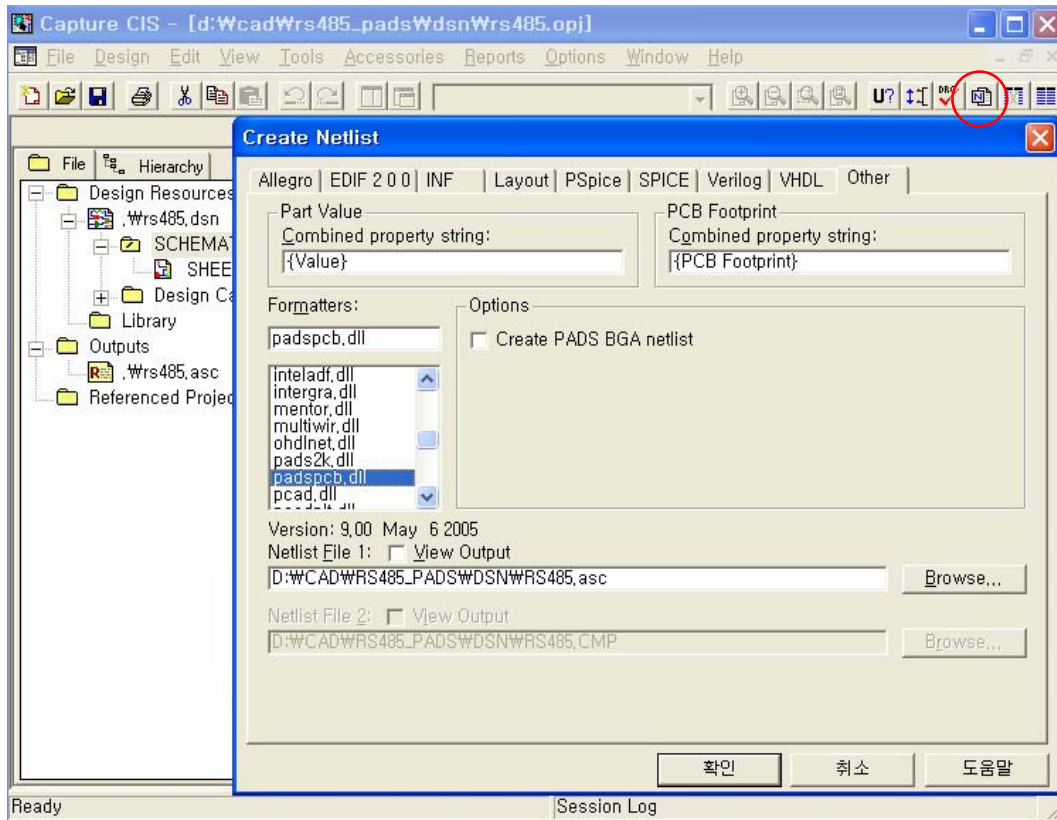 Capture CIS - [d:₩cad₩rs485_pads₩dsn₩rs485.opj]
File Design Edit View Tools Accessories Reports Options Window Help
U? DRC N
Create Netlist
File Hierarchy
Design Resources
.₩rs485.dsn
SCHEMAT
SHEE
Design Ca
Library
Outputs
.₩rs485.asc
Referenced Projec
Allegro EDIF 2 0 0 INF Layout PSpice SPICE Verilog VHDL Other
Part Value
Combined property string:
{Value}
PCB Footprint
Combined property string:
{PCB Footprint}
Formatters:
padspcb.dll
inteladf.dll
intergra.dll
mentor.dll
multiwir.dll
ohdlnet.dll
pads2k.dll
padspcb.dll
pcad.dll
Options
Create PADS BGA netlist
Version: 9.00 May 6 2005
Netlist File 1: View Output
D:₩CAD₩RS485_PADS₩DSN₩RS485.asc Browse...
Netlist File 2: View Output
D:₩CAD₩RS485_PADS₩DSN₩RS485.CMP Browse...
확인 취소 도움말
Ready Session Log